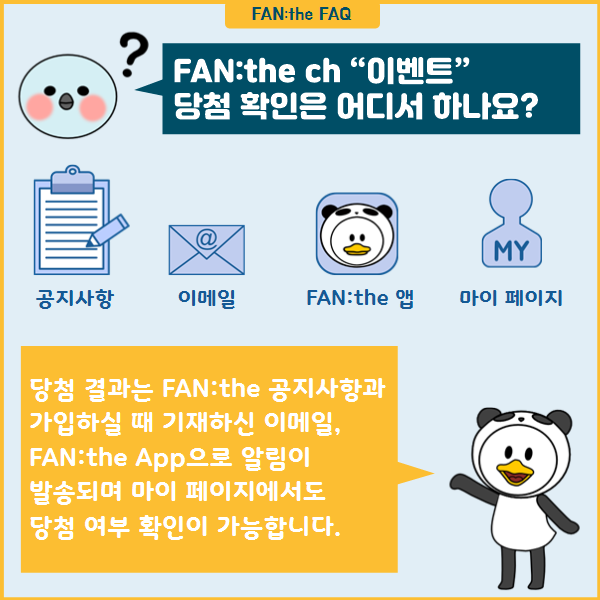 FAN:the FAQ
?
FAN:the ch “이벤트”
당첨 확인은 어디서 하나요?
@
MY
공지사항
이메일
FAN:the 앱
마이 페이지
당첨 결과는 FAN:the 공지사항과
가입하실 때 기재하신 이메일,
FAN:the App으로 알림이
발송되며 마이 페이지에서도
당첨 여부 확인이 가능합니다.